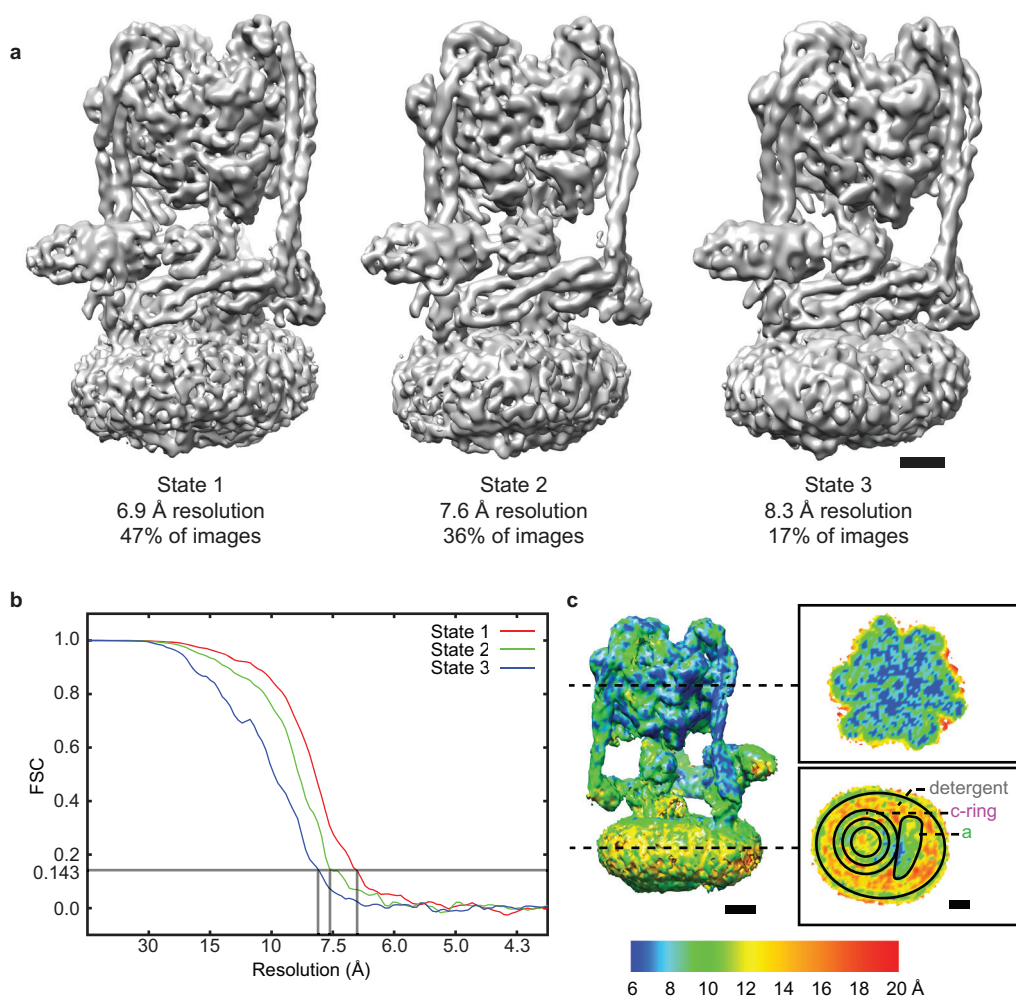 a
State 1
6.9 Å resolution
47% of images
State 2
7.6 Å resolution
36% of images
State 3
8.3 Å resolution
17% of images
b
State 1
State 2
State 3
1.0
0.8
0.6
0.4
0.2
0.143
0.0
FSC
30
15
10
7.5
6.0
5.0
4.3
Resolution (Å)
c
detergent
c-ring
a
6
8
10
12
14
16
18
20 Å